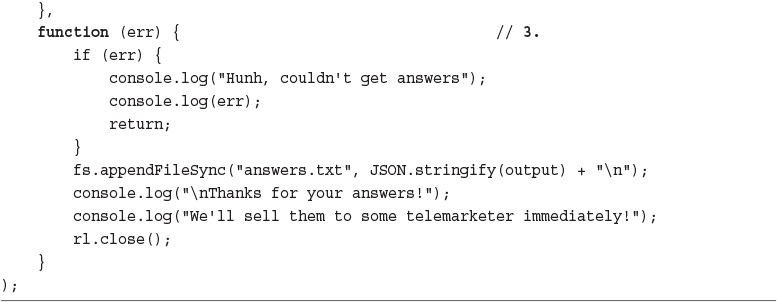 },
    function (err) {                                   // 3.
        if (err) {
            console.log("Hunh, couldn't get answers");
            console.log(err);
            return;
        }
        fs.appendFileSync("answers.txt", JSON.stringify(output) + "\n");
        console.log("\nThanks for your answers!");
        console.log("We'll sell them to some telemarketer immediately!");
        rl.close();
    }
);